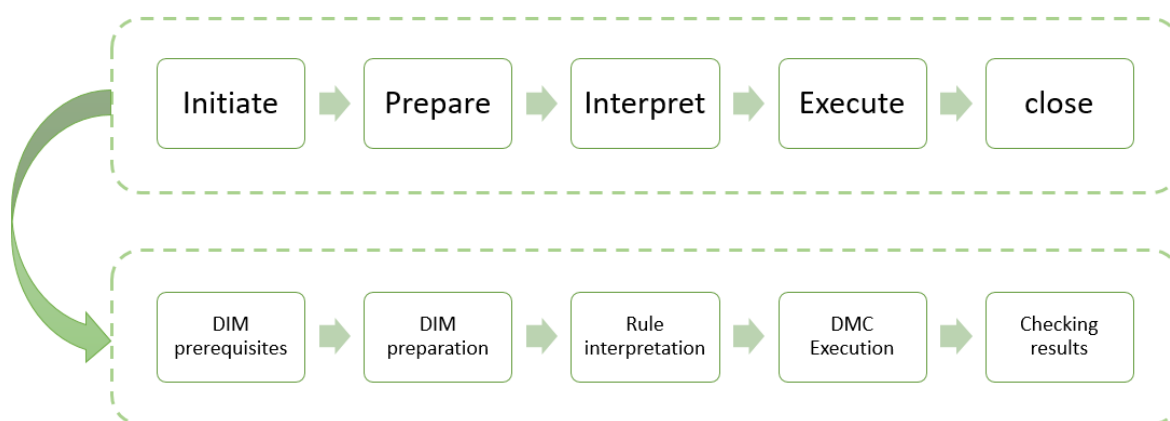 Initiate
Prepare
Interpret
Execute
close
DIM
prerequisites
DIM
preparation
Rule
interpretation
DMC
Execution
Checking
results